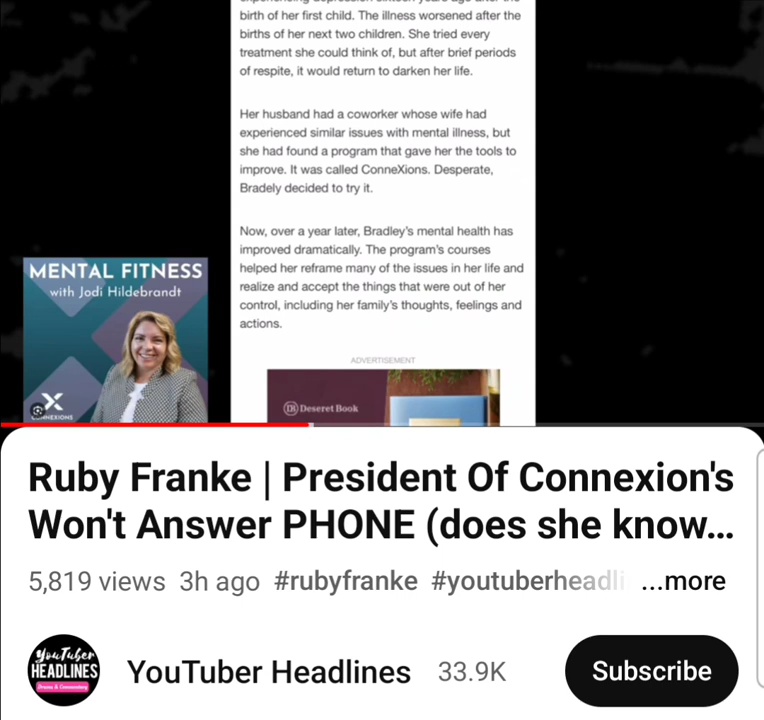 birth of her first child. The illness worsened after the
births of her next two children. She tried every
treatment she could think of, but after brief periods
of respite, it would return to darken her life.
Her husband had a coworker whose wife had
experienced similar issues with mental illness, but
she had found a program that gave her the tools to
improve. It was called ConneXions. Desperate,
Bradely decided to try it.
Now, over a year later, Bradley's mental health has
improved dramatically. The program's courses
helped her reframe many of the issues in her life and
realize and accept the things that were out of her
control, including her family's thoughts, feelings and
actions.
ADVERTISEMENT
Deseret Book
MENTAL FITNESS
with Jodi Hildebrandt
X
Ruby Franke | President Of Connexion's
Won't Answer PHONE (does she know...
5,819 views 3h ago #rubyfranke #youtuberheadli ...more
YouTuber
HEADLINES
Drama & Commentary
YouTuber Headlines 33.9K
Subscribe